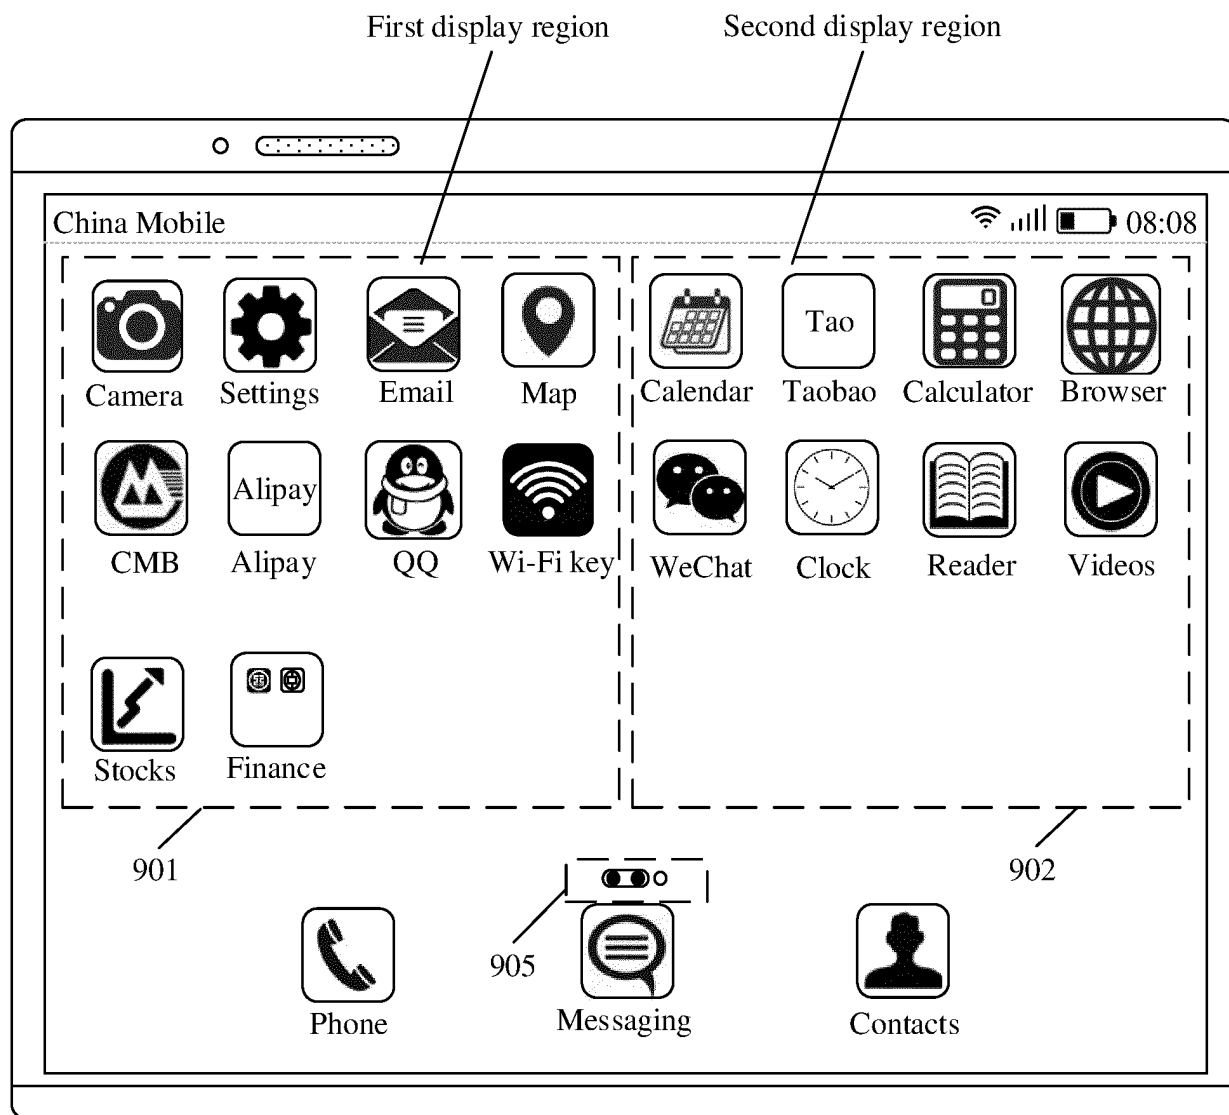 First display region
Second display region
China Mobile
08:08
Tao
Camera
Settings
Email
Map
Calendar
Taobao
Calculator
Browser
Alipay
CMB
Alipay
QQ
Wi-Fi key
WeChat
Clock
Reader
Videos
Stocks
Finance
901
902
905
Phone
Messaging
Contacts